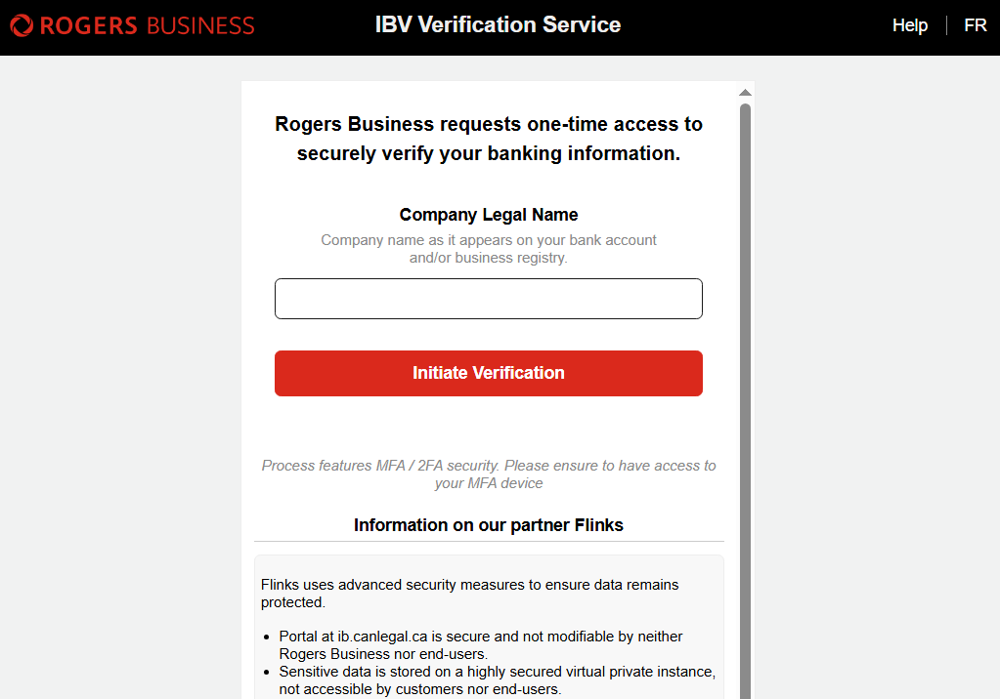 ROGERS BUSINESS
IBV Verification Service
Help
FR
Rogers Business requests one-time access to
securely verify your banking information.
Company Legal Name
Company name as it appears on your bank account
and/or business registry.
Initiate Verification
Process features MFA / 2FA security. Please ensure to have access to
your MFA device
Information on our partner Flinks
Flinks uses advanced security measures to ensure data remains
protected.
• Portal at ib.canlegal.ca is secure and not modifiable by neither
Rogers Business nor end-users.
• Sensitive data is stored on a highly secured virtual private instance,
not accessible by customers nor end-users.